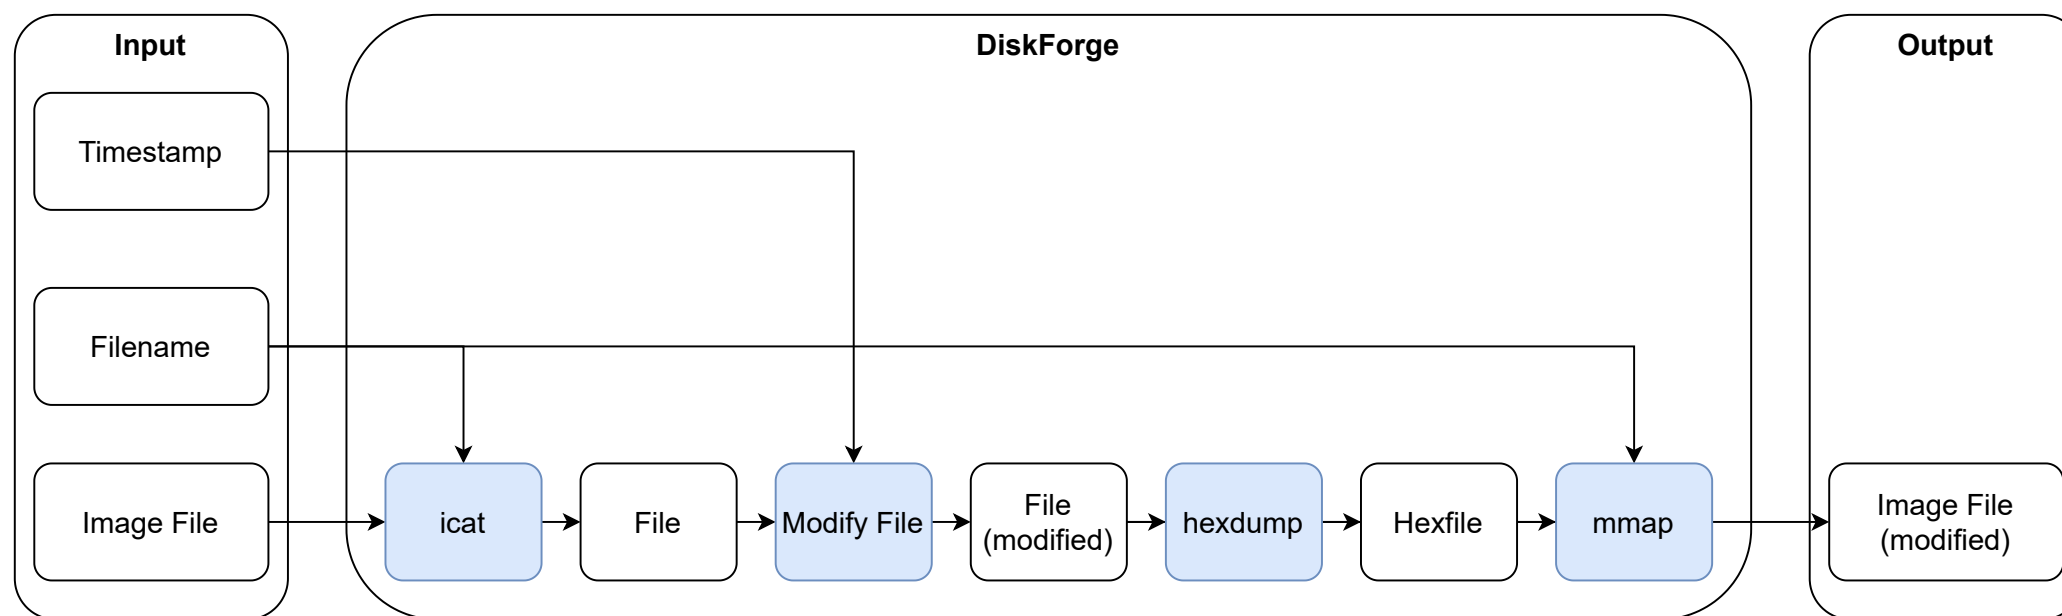 Input
DiskForge
Output
Timestamp
Filename
Image File
icat
File
Modify File
File
(modified)
hexdump
Hexfile
mmap
Image File
(modified)